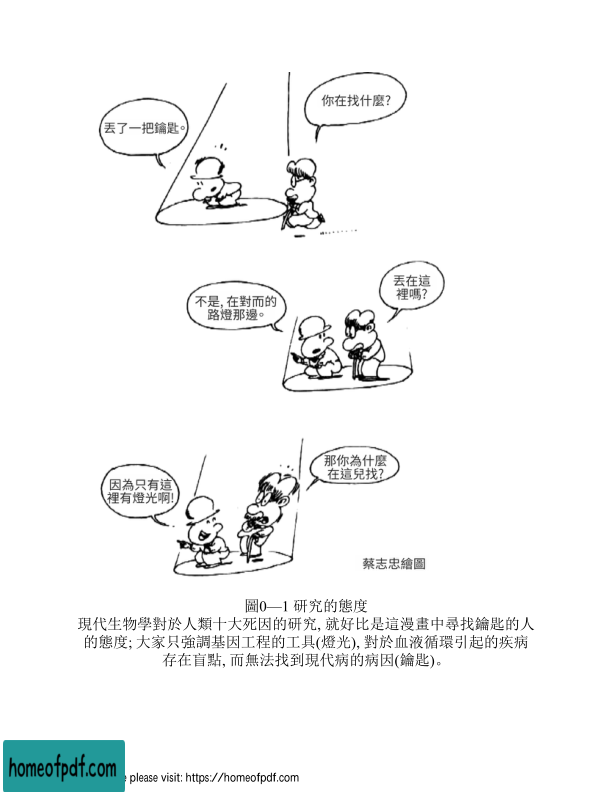 你在找什麼?
丟了一把鑰匙。
丟在這
裡嗎?
不是, 在對而的
路燈那邊。
那你為什麼
在這兒找?
因為只有這
裡有燈光啊!
蔡志忠繪圖
圖0—1 研究的態度
現代生物學對於人類十大死因的研究, 就好比是這漫畫中尋找鑰匙的人
的態度; 大家只強調基因工程的工具(燈光), 對於血液循環引起的疾病
存在盲點, 而無法找到現代病的病因(鑰匙)。
homeofpdf.com
e please visit: https://homeofpdf.com